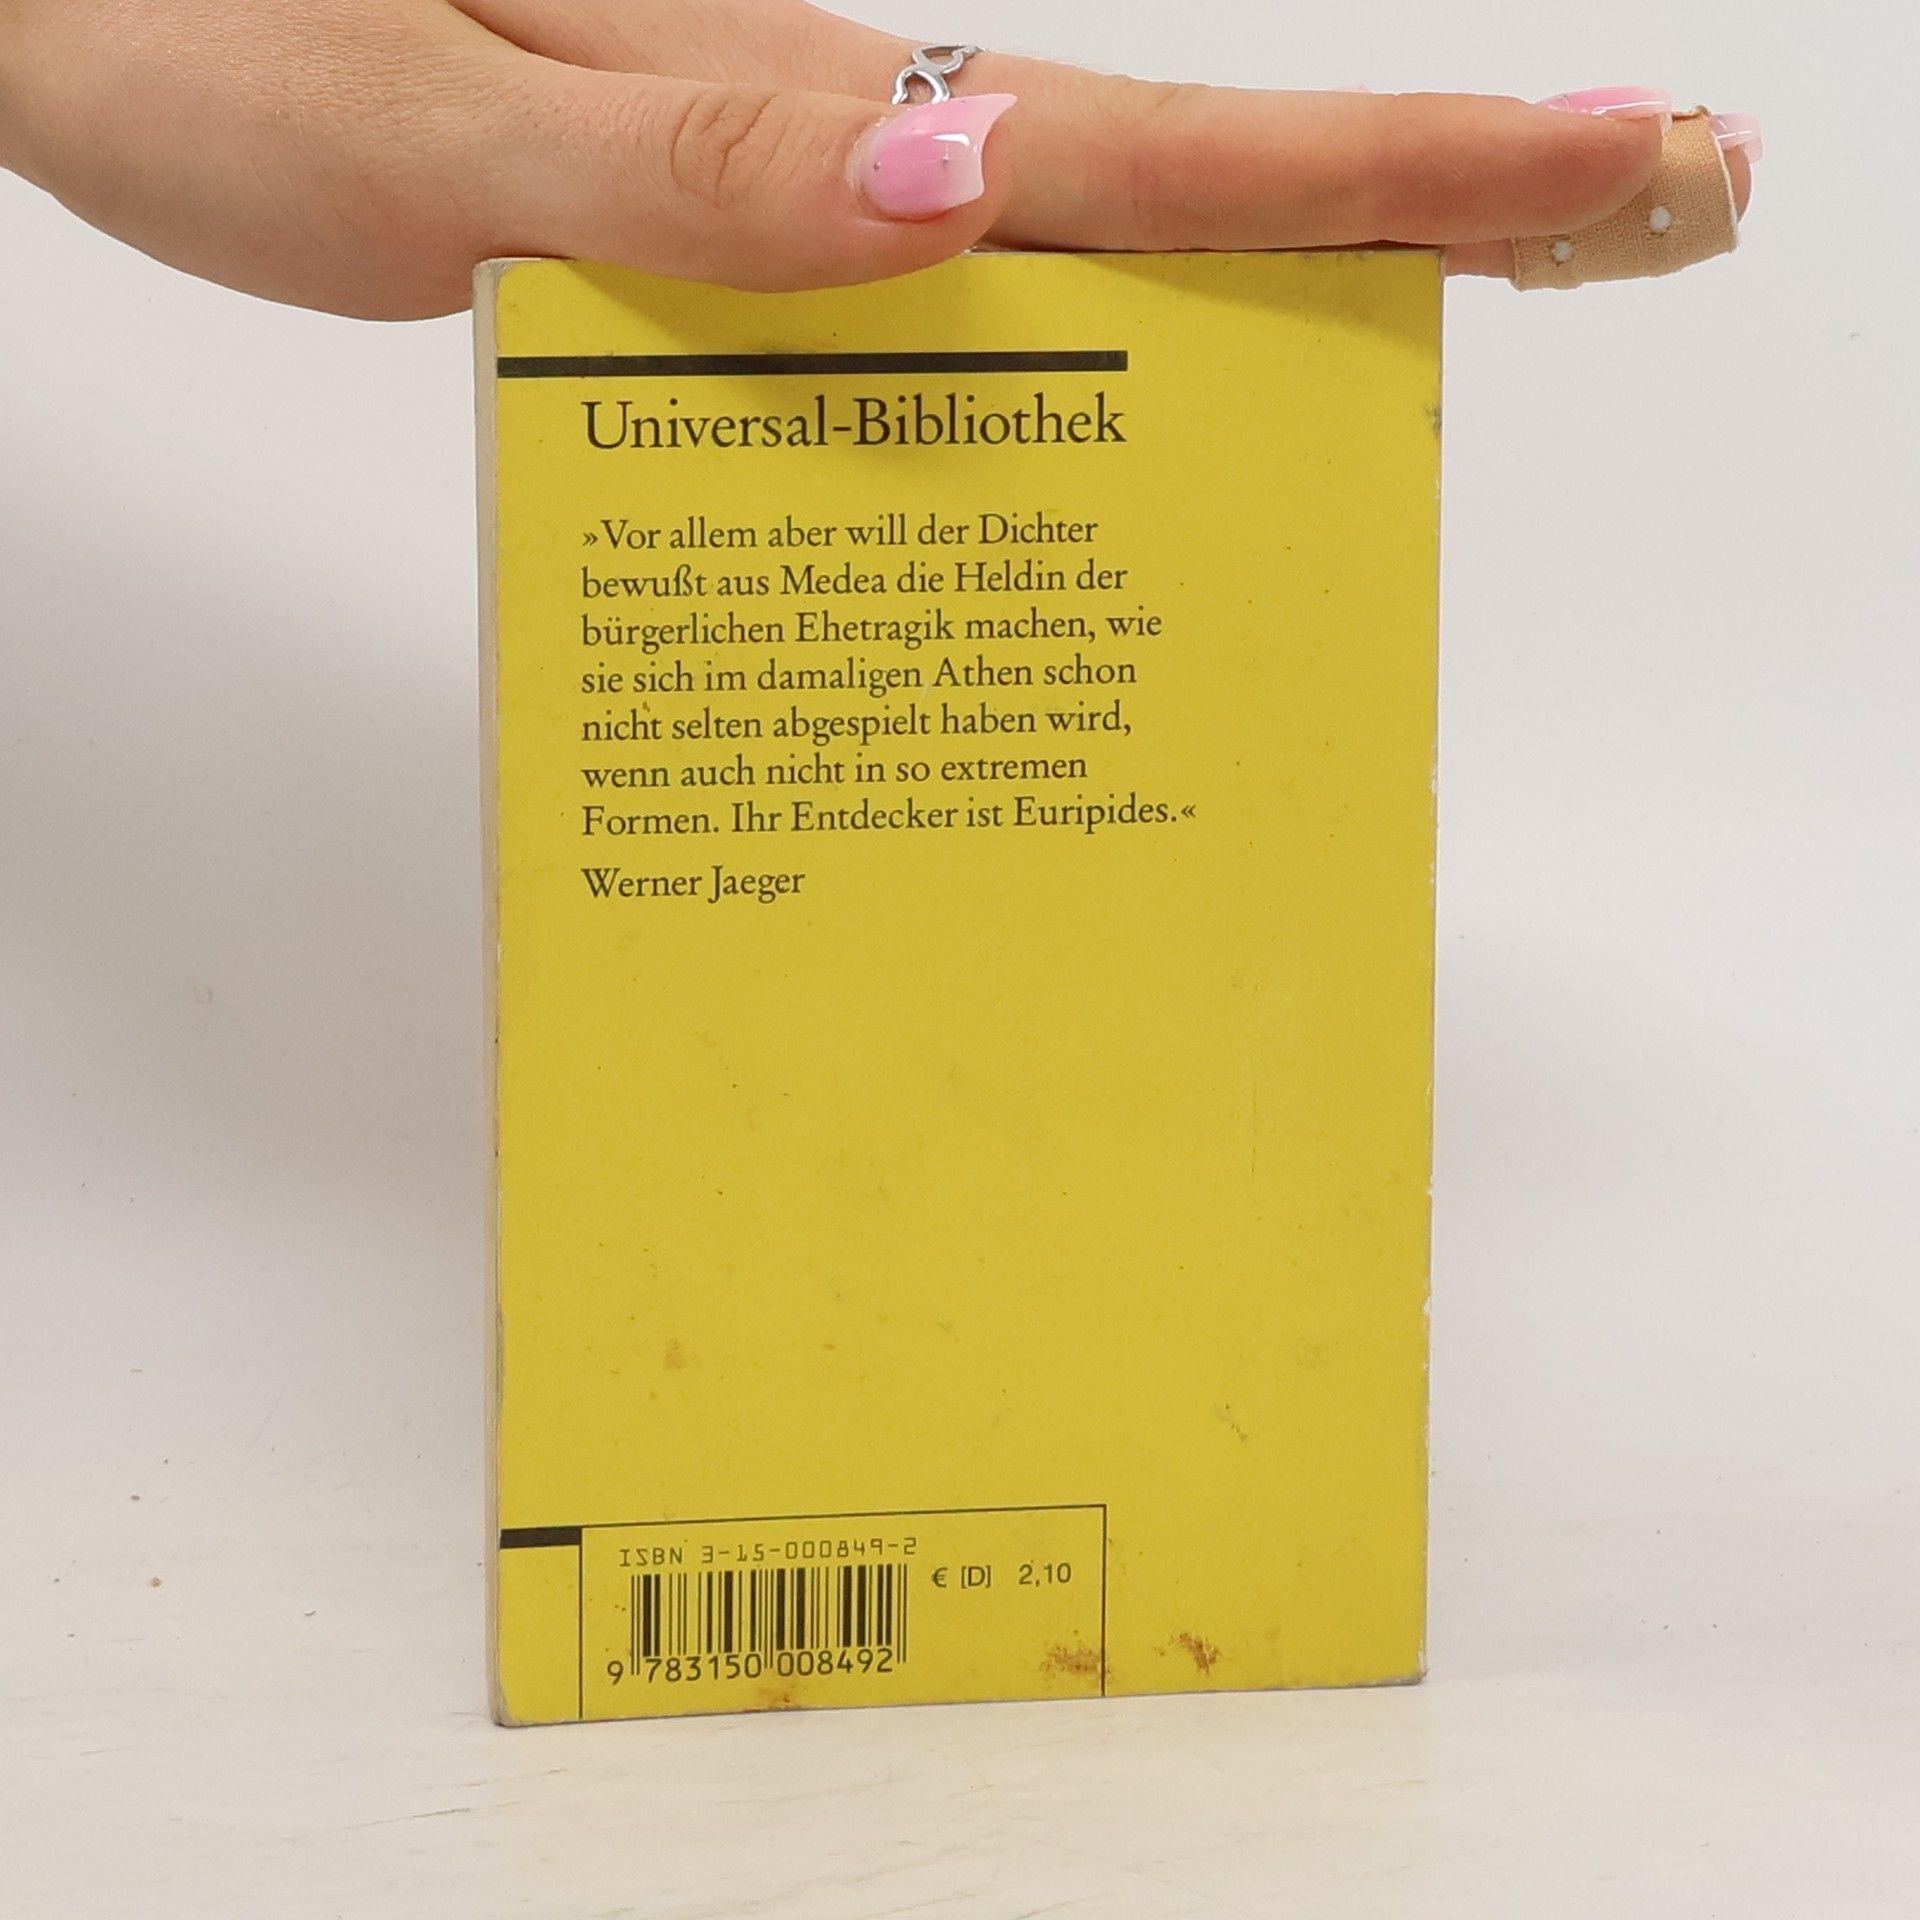 Universal-Bibliothek
»Vor allem aber will der Dichter
bewußt aus Medea die Heldin der
bürgerlichen Ehetragik machen, wie
sie sich im damaligen Athen schon
nicht selten abgespielt haben wird,
wenn auch nicht in so extremen
Formen. Ihr Entdecker ist Euripides.«
Werner Jaeger
ISBN 3-15-000849-2
€ [D] 2,10
9 783150 008492